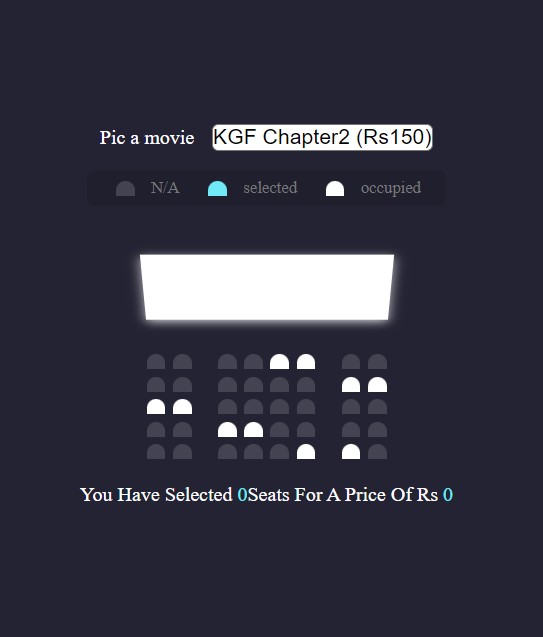 Pic a movie KGF Chapter2 (Rs150)
N/A selected occupied
You Have Selected 0Seats For A Price Of Rs 0